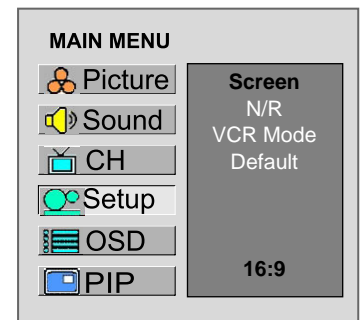 MAIN MENU
Picture
Sound
CH
Setup
OSD
PIP
Screen
N/R
VCR Mode
Default
16:9